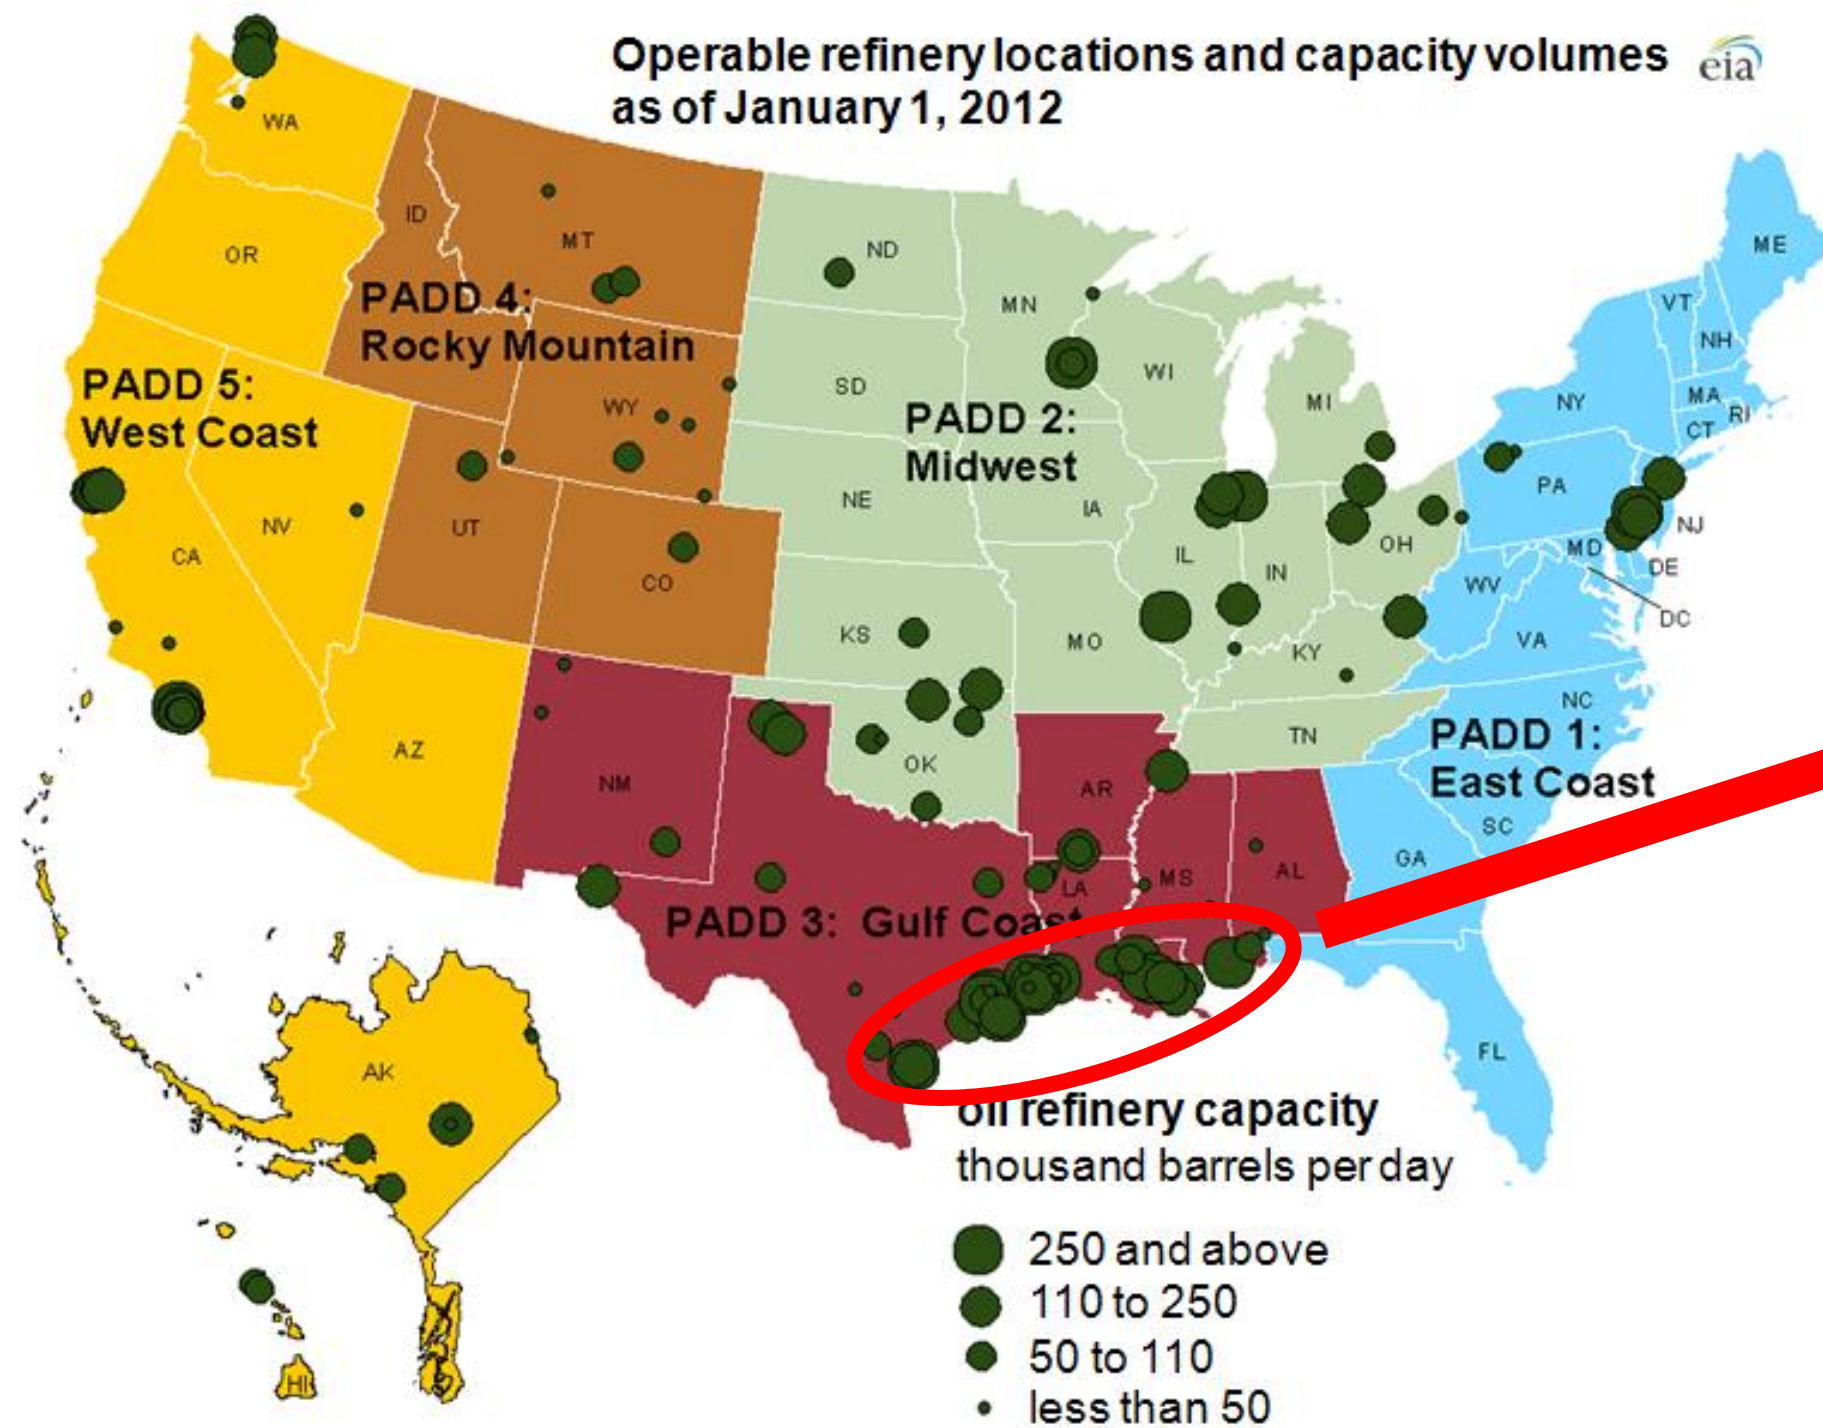 Operable refinery locations and capacity volumes
as of January 1, 2012
eia
WA
OR
ID
MT
PADD 4:
Rocky Mountain
PADD 5:
West Coast
WY
NV
CA
UT
CO
AZ
NM
ND
MN
SD
WI
MI
PADD 2:
Midwest
NE
IA
IL
IN
OH
KS
MO
KY
OK
TN
AR
LA
MS
AL
PADD 3: Gulf Coast
ME
VT
NH
NY
MA
RI
CT
PA
NJ
MD
DE
DC
WV
VA
NC
PADD 1:
East Coast
SC
GA
FL
AK
HI
oil refinery capacity
thousand barrels per day
250 and above
110 to 250
50 to 110
less than 50